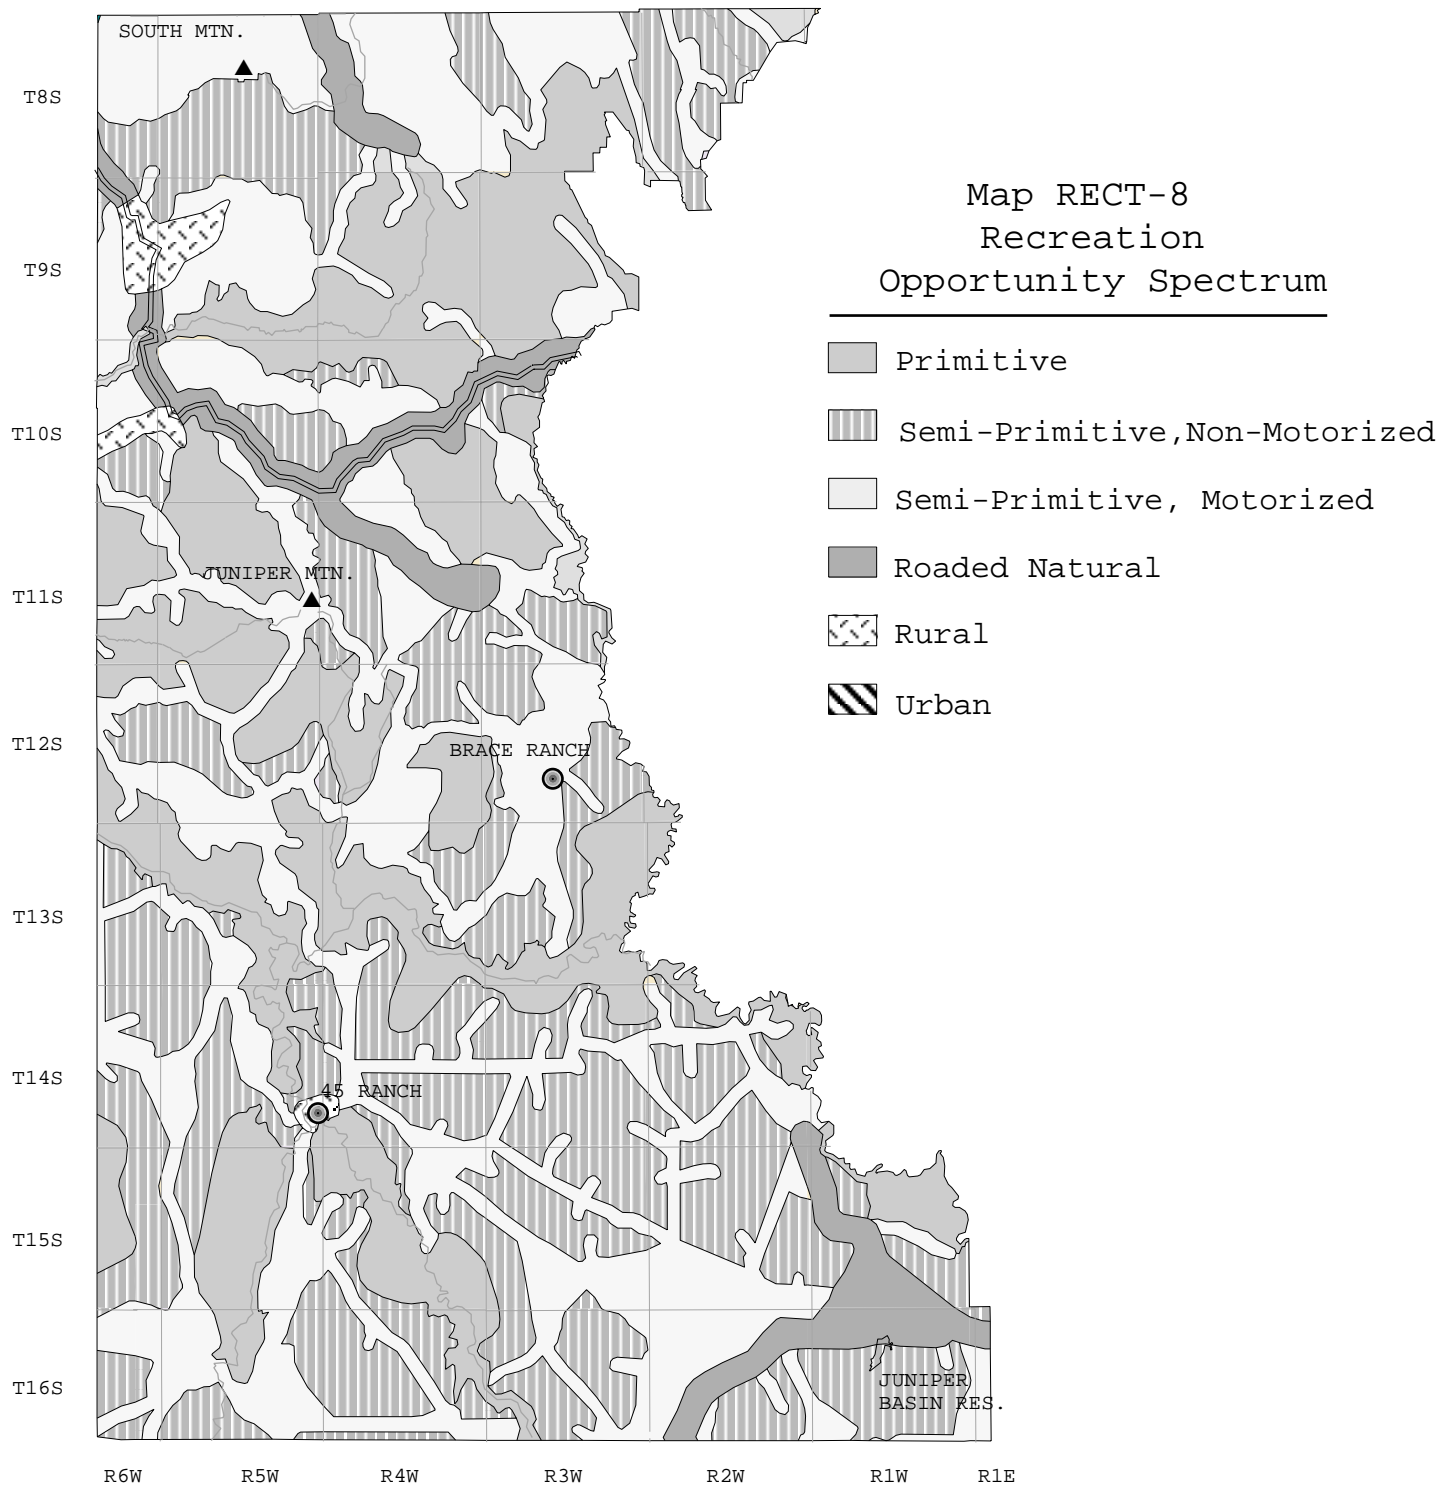 SOUTH MTN.
T8S
Map RECT-8
Recreation
Opportunity Spectrum
T9S
Primitive
T10S
Semi-Primitive,Non-Motorized
Semi-Primitive, Motorized
JUNIPER MTN.
Roaded Natural
T11S
Rural
Urban
T12S
BRACE RANCH
T13S
T14S
45 RANCH
T15S
T16S
JUNIPER
BASIN RES.
R6W R5W R4W R3W R2W R1W R1E